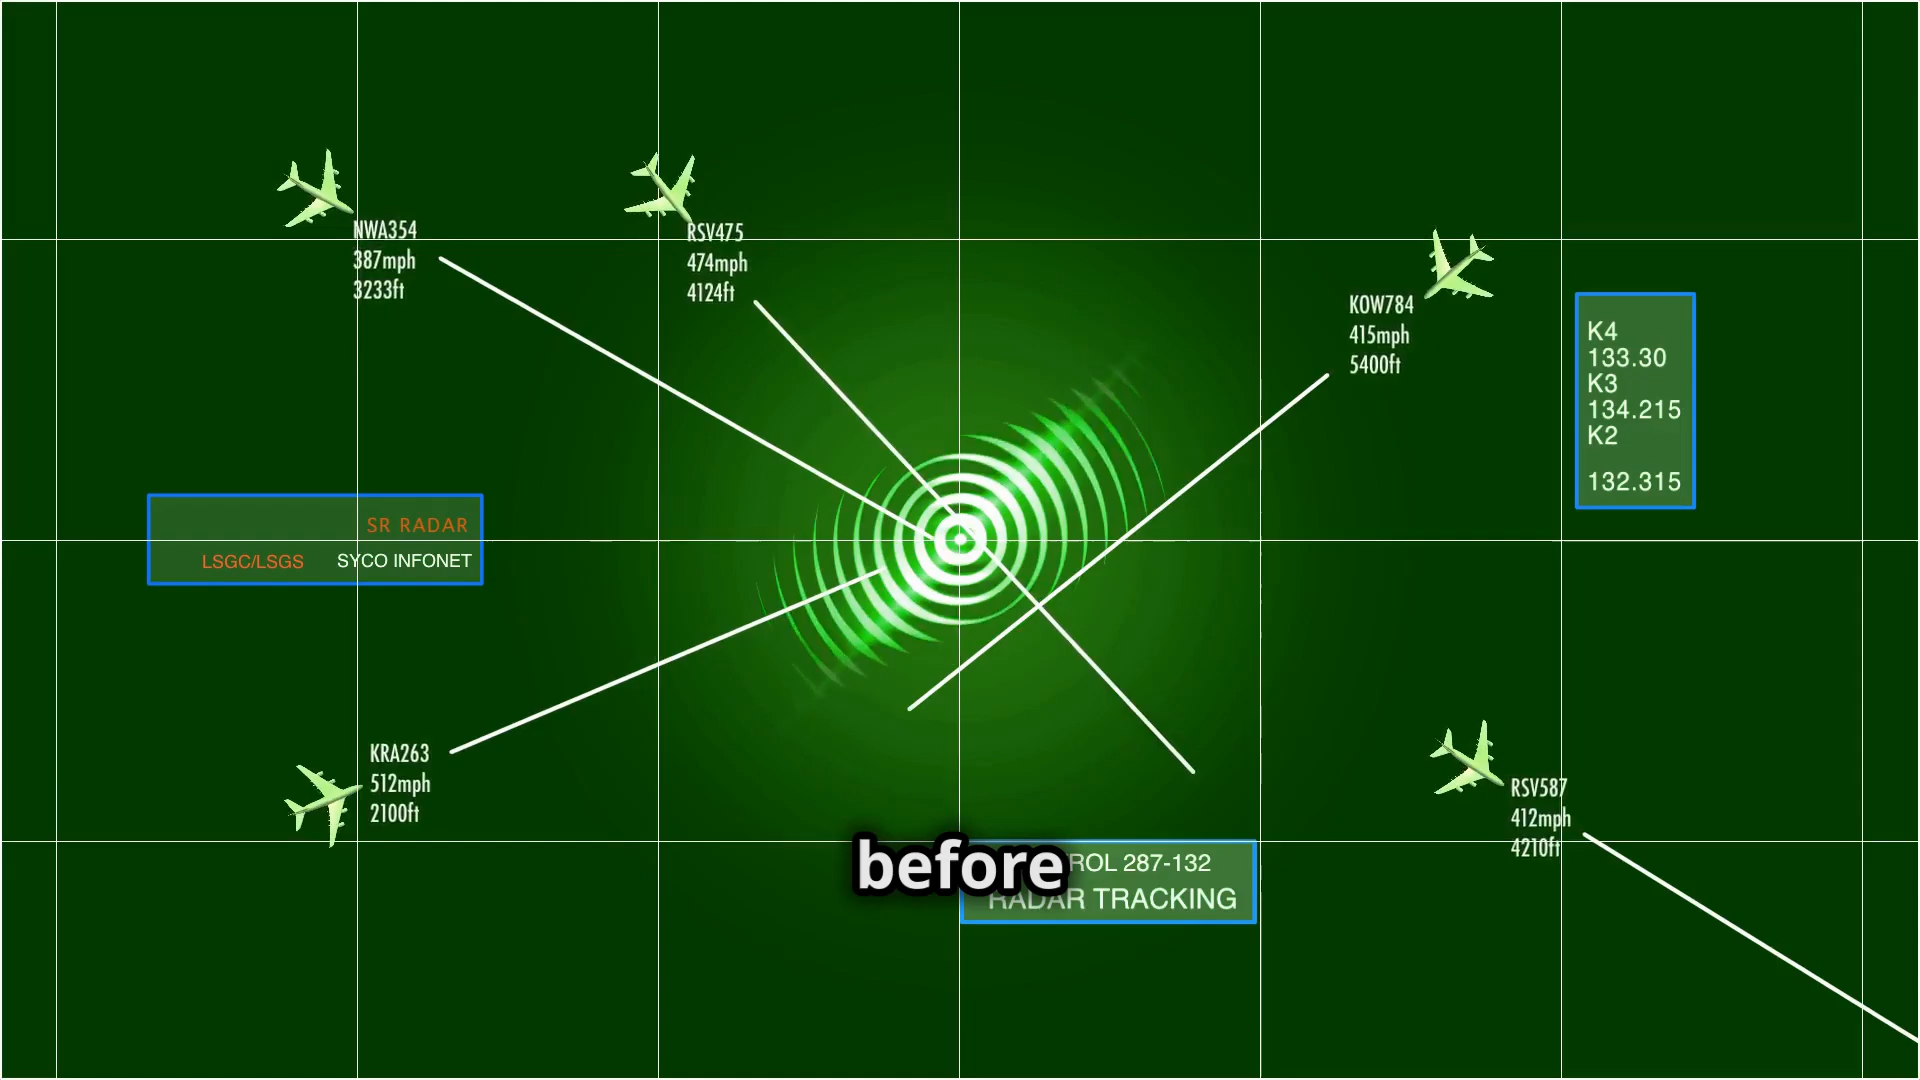 NWA354
387mph
3233ft
RSV475
474mph
4124ft
KOW784
415mph
5400ft
K4
133.30
K3
134.215
K2
132.315
SR RADAR
LSGC/LSGS SYCO INFONET
KRA263
512mph
2100ft
RSV587
412mph
4210ft
before
ROL 287-132
RADAR TRACKING